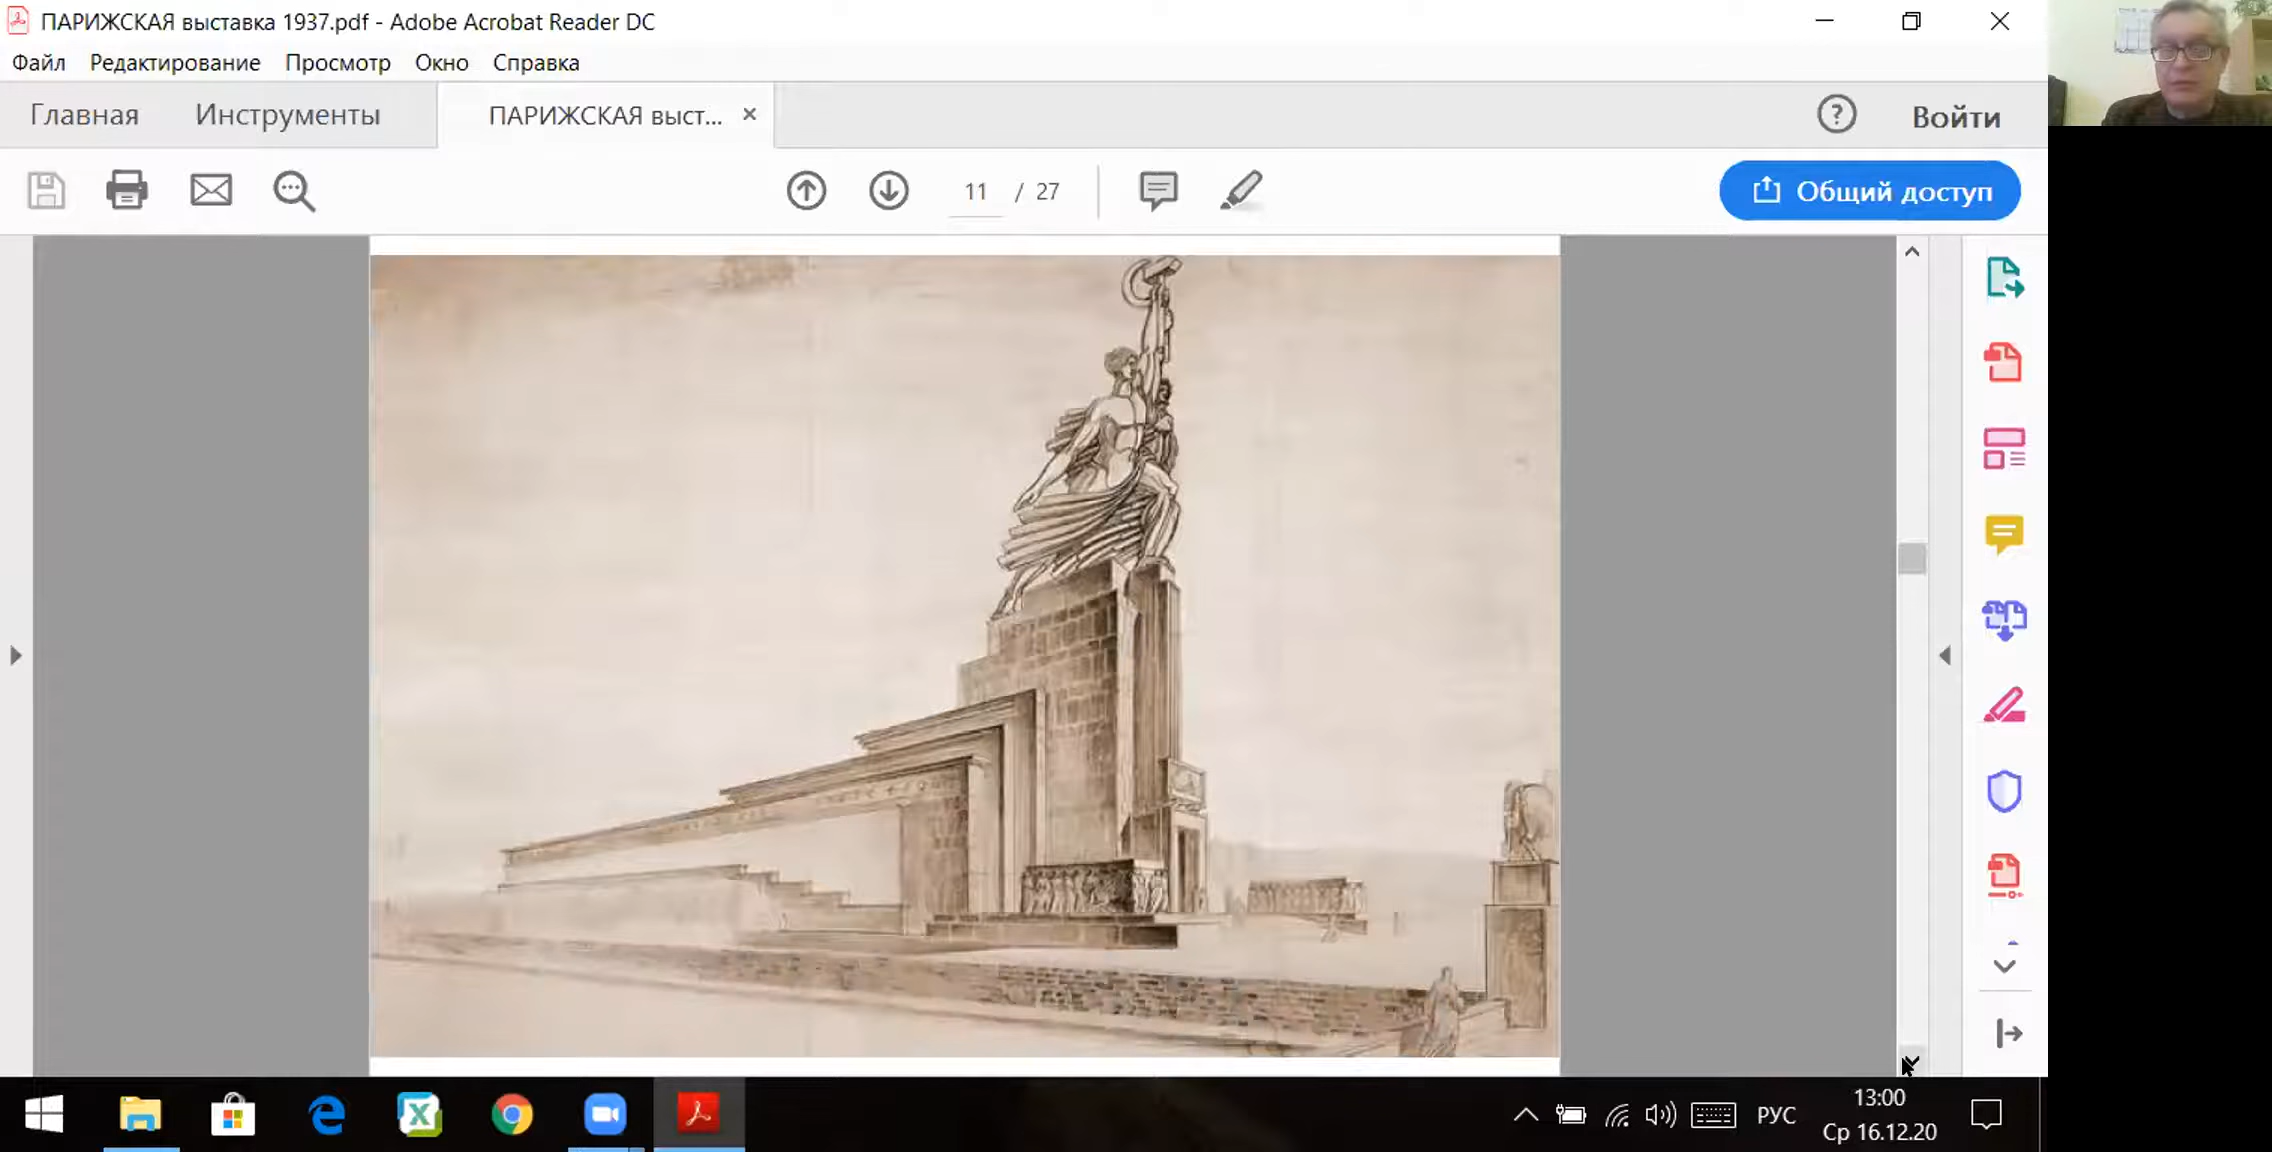 ПАРИЖСКАЯ выставка 1937.pdf - Adobe Acrobat Reader DC
Файл Редактирование Просмотр Окно Справка
Главная Инструменты ПАРИЖСКАЯ выст... Войти
11 / 27
Общий доступ
РУС
13:00
Ср 16.12.20